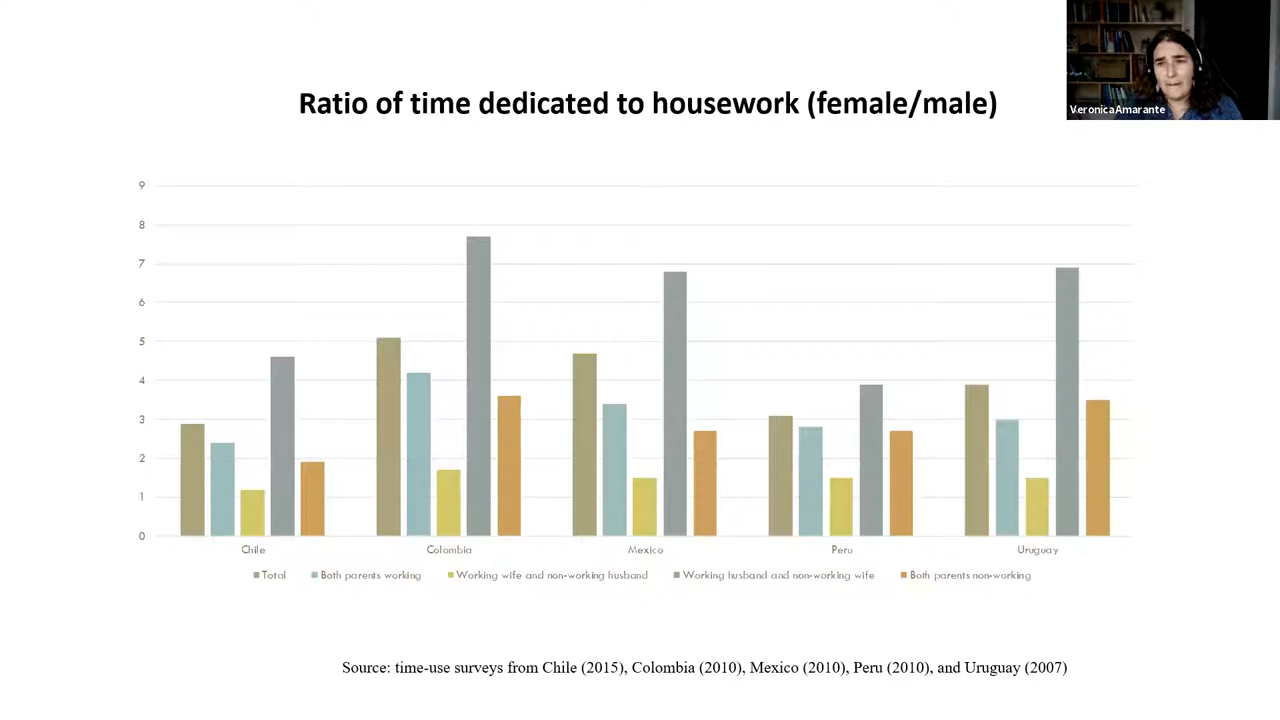 Veronica Amarante
Ratio of time dedicated to housework (female/male)
9
8
7
6
5
4
3
2
1
0
Chile
Colombia
Mexico
Peru
Uruguay
Total
Both parents working
Working wife and non-working husband
Working husband and non-working wife
Both parents non-working
Source: time-use surveys from Chile (2015), Colombia (2010), Mexico (2010), Peru (2010), and Uruguay (2007)